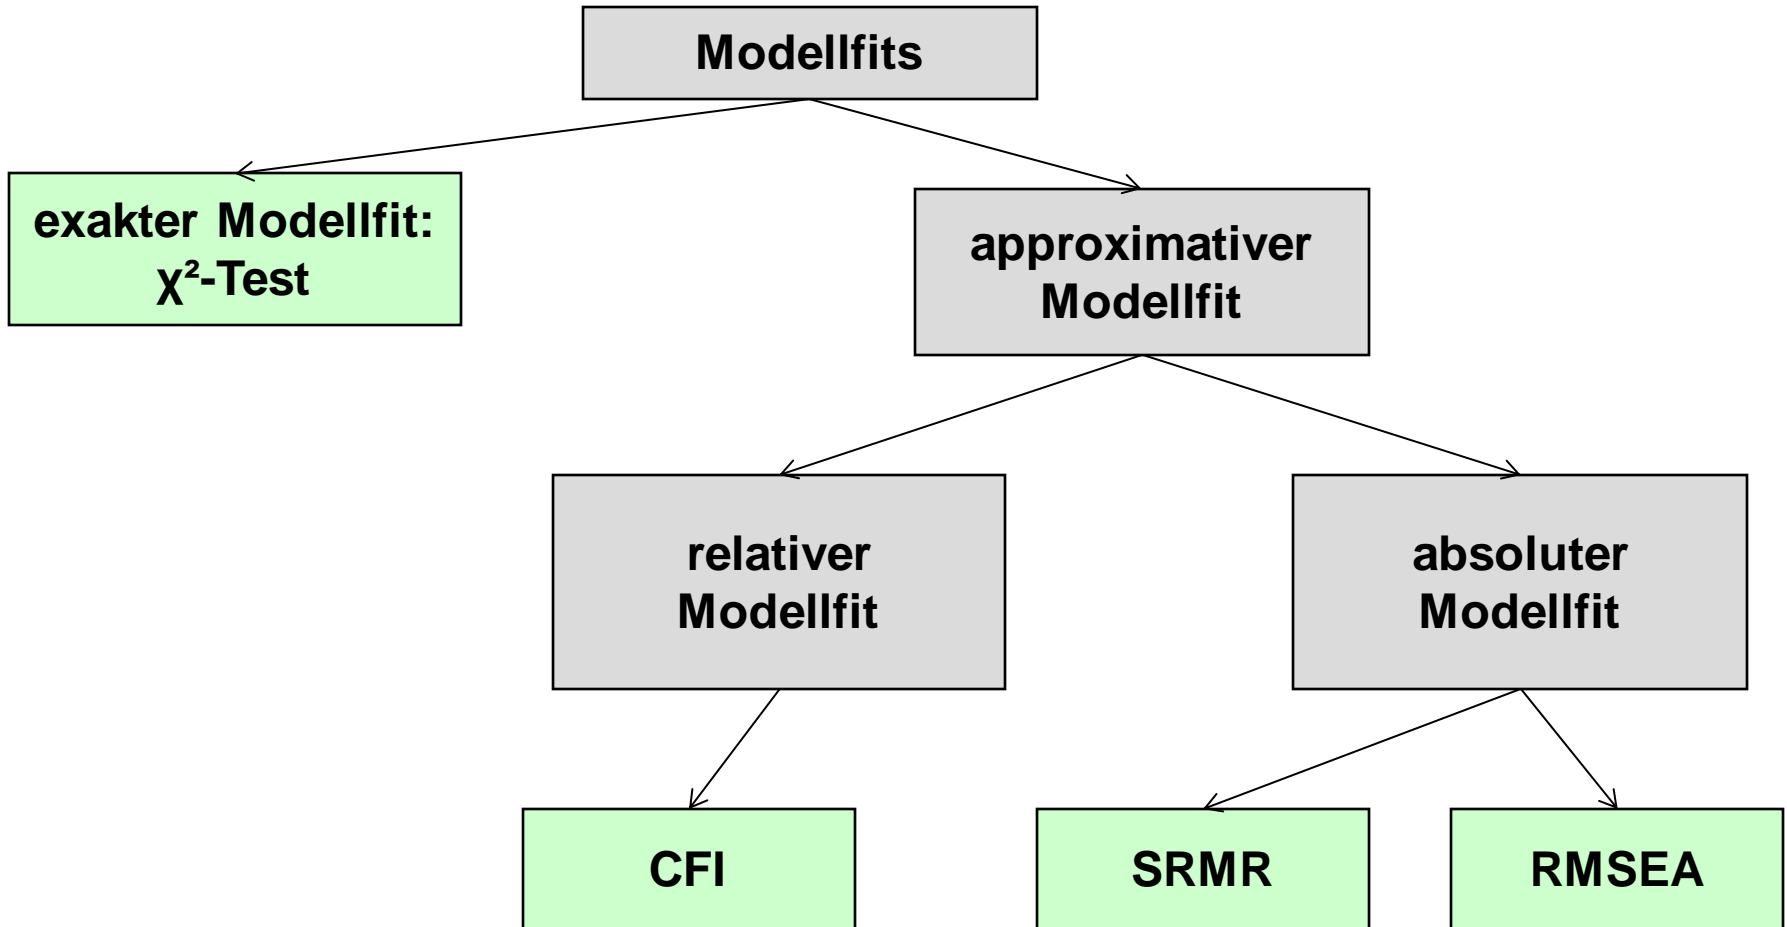 Modellfits
exakter Modellfit:
χ²-Test
approximativer
Modellfit
relativer
Modellfit
absoluter
Modellfit
CFI
SRMR
RMSEA